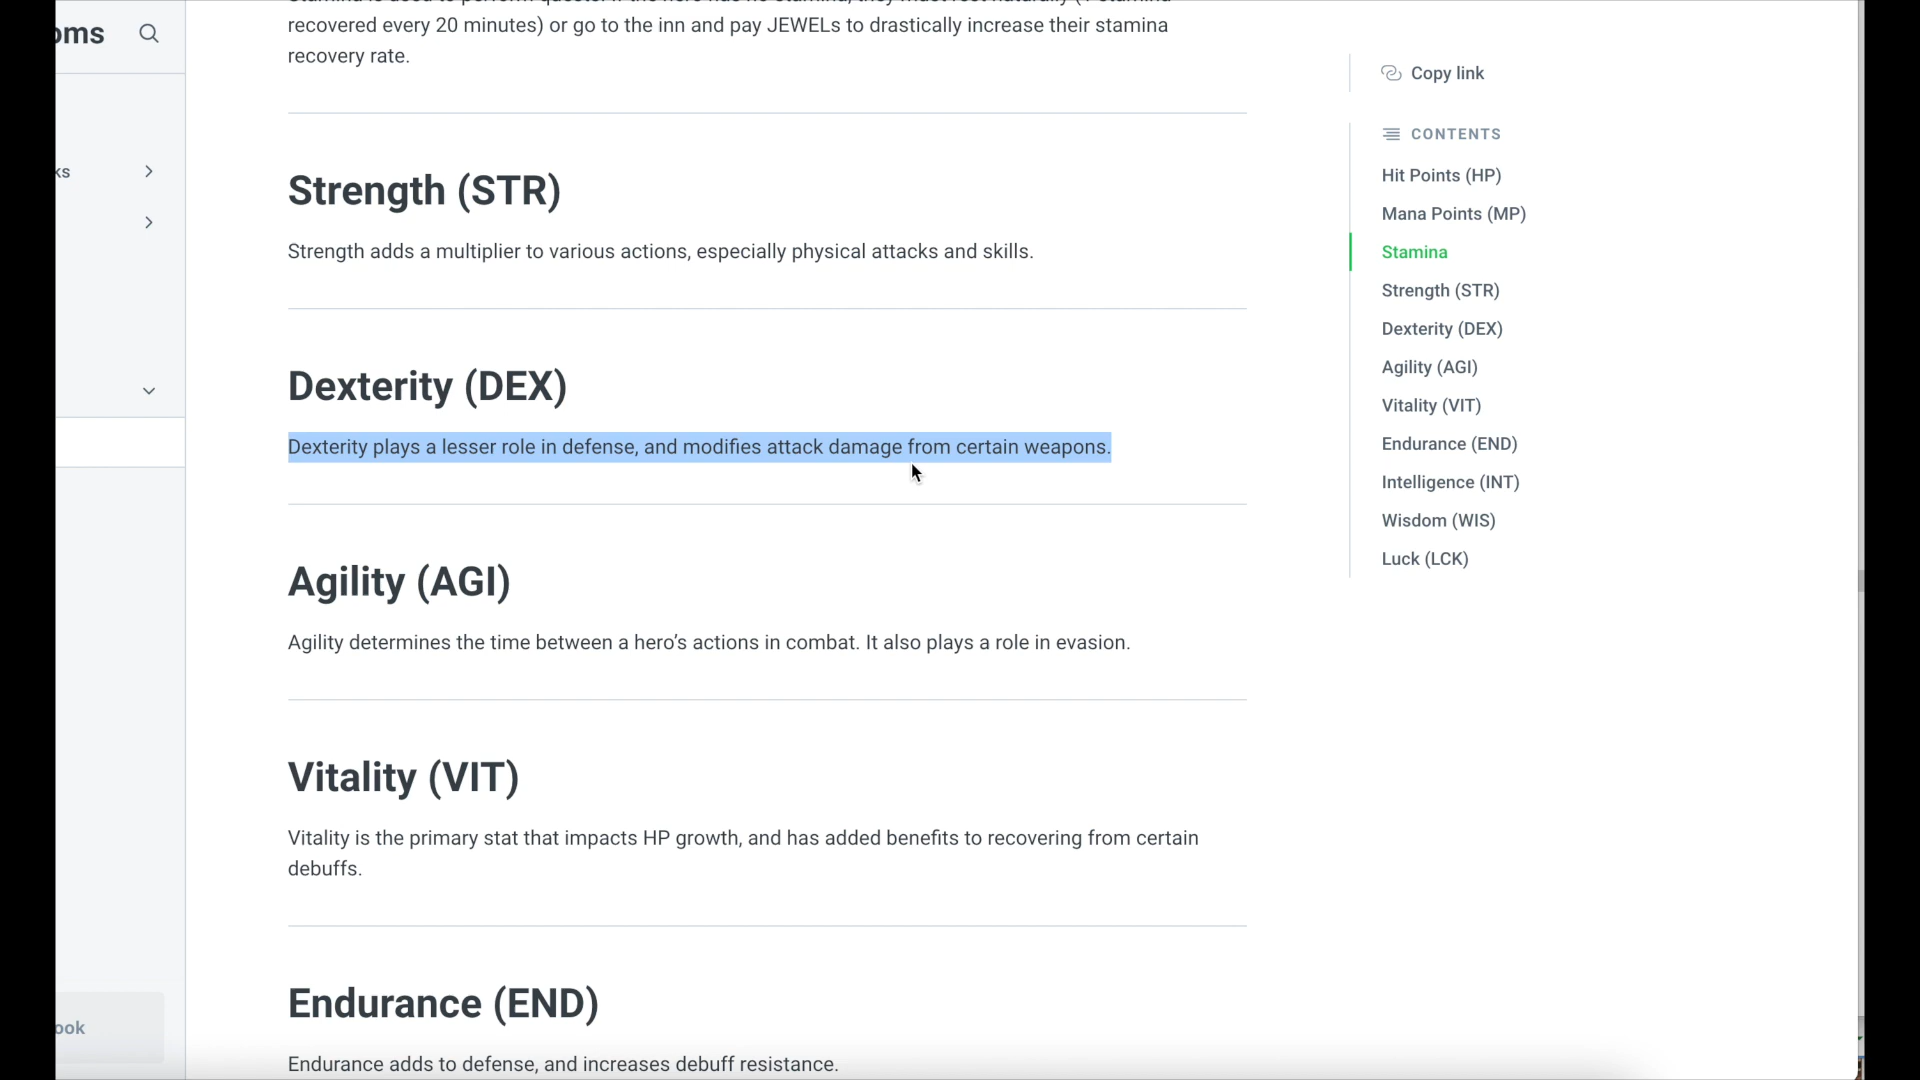 oms
ks
ook
recovered every 20 minutes) or go to the inn and pay JEWELs to drastically increase their stamina
recovery rate.
Strength (STR)
Strength adds a multiplier to various actions, especially physical attacks and skills.
Dexterity (DEX)
Dexterity plays a lesser role in defense, and modifies attack damage from certain weapons.
Agility (AGI)
Agility determines the time between a hero’s actions in combat. It also plays a role in evasion.
Vitality (VIT)
Vitality is the primary stat that impacts HP growth, and has added benefits to recovering from certain
debuffs.
Endurance (END)
Endurance adds to defense, and increases debuff resistance.
Copy link
CONTENTS
Hit Points (HP)
Mana Points (MP)
Stamina
Strength (STR)
Dexterity (DEX)
Agility (AGI)
Vitality (VIT)
Endurance (END)
Intelligence (INT)
Wisdom (WIS)
Luck (LCK)